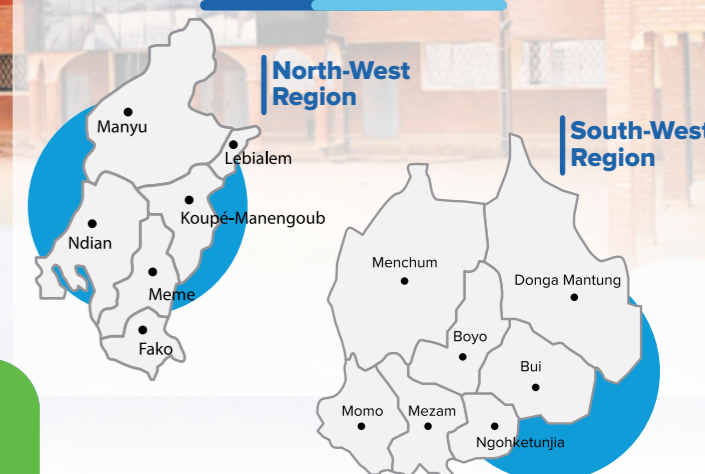 North-West
Region
Manyu
Lebialem
Koupé-Manengoub
Ndian
Meme
Fako
South-West
Region
Menchum
Donga Mantung
Boyo
Bui
Momo
Mezam
Ngohketunjia